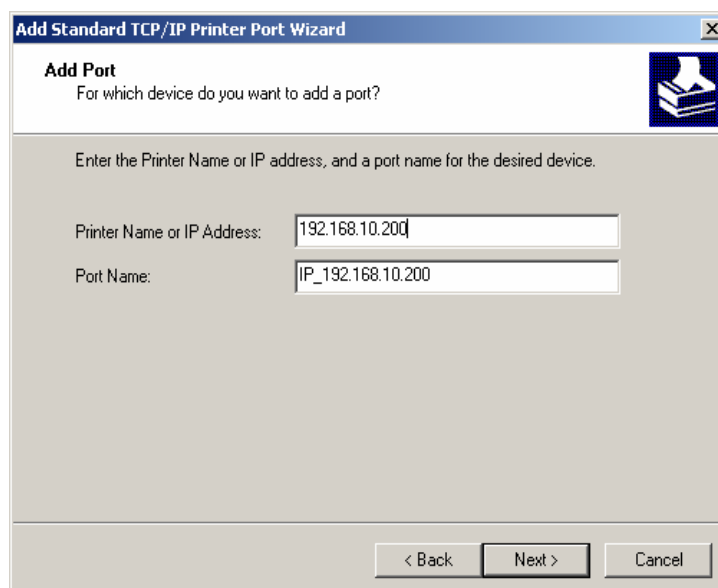 Add Standard TCP/IP Printer Port Wizard
Add Port
For which device do you want to add a port?
Enter the Printer Name or IP address, and a port name for the desired device.
Printer Name or IP Address: 192.168.10.200
Port Name: IP_192.168.10.200
< Back Next > Cancel